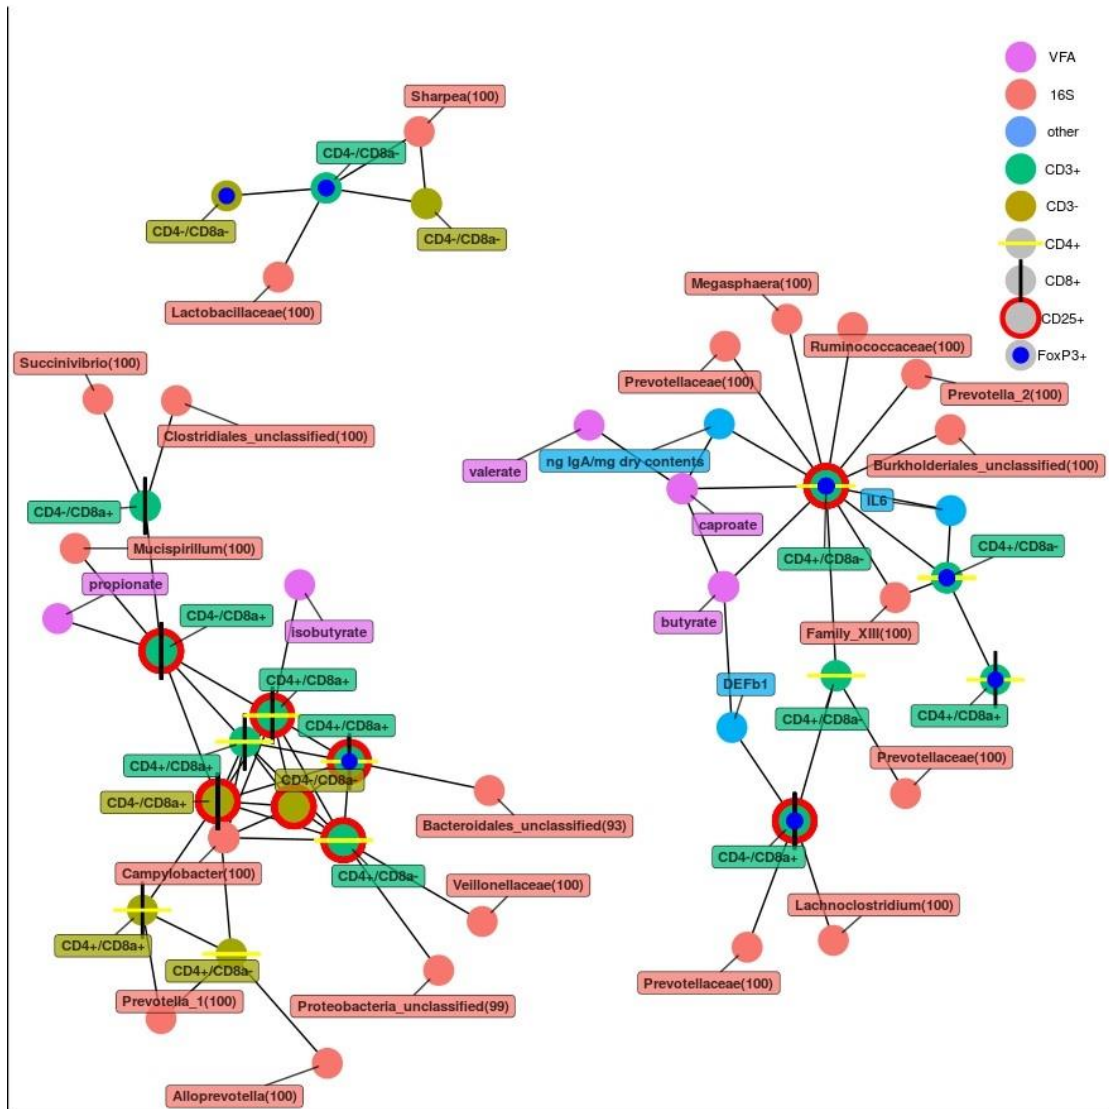 VFA
16S
other
CD3+
CD3-
CD4+
CD8+
CD25+
FoxP3+
Sharpea(100)
CD4-/CD8a-
CD4-/CD8a-
CD4-/CD8a-
Lactobacillaceae(100)
Succinivibrio(100)
Clostridiales_unclassified(100)
CD4-/CD8a+
Mucispirillum(100)
propionate
CD4-/CD8a+
isobutyrate
CD4+/CD8a+
CD4+/CD8a+
CD4+/CD8a+
CD4-/CD8a-
CD4-/CD8a+
Bacteroidales_unclassified(93)
Campylobacter(100)
CD4+/CD8a-
Veillonellaceae(100)
CD4+/CD8a+
CD4+/CD8a-
Prevotella_1(100)
Proteobacteria_unclassified(99)
Alloprevotella(100)
Megasphaera(100)
Ruminococcaceae(100)
Prevotellaceae(100)
Prevotella_2(100)
valerate
ng IgA/mg dry contents
Burkholderiales_unclassified(100)
IL6
caproate
CD4+/CD8a-
CD4+/CD8a-
butyrate
Family_XIII(100)
DEFb1
CD4+/CD8a-
CD4+/CD8a+
Prevotellaceae(100)
CD4-/CD8a+
Lachnoclostridium(100)
Prevotellaceae(100)